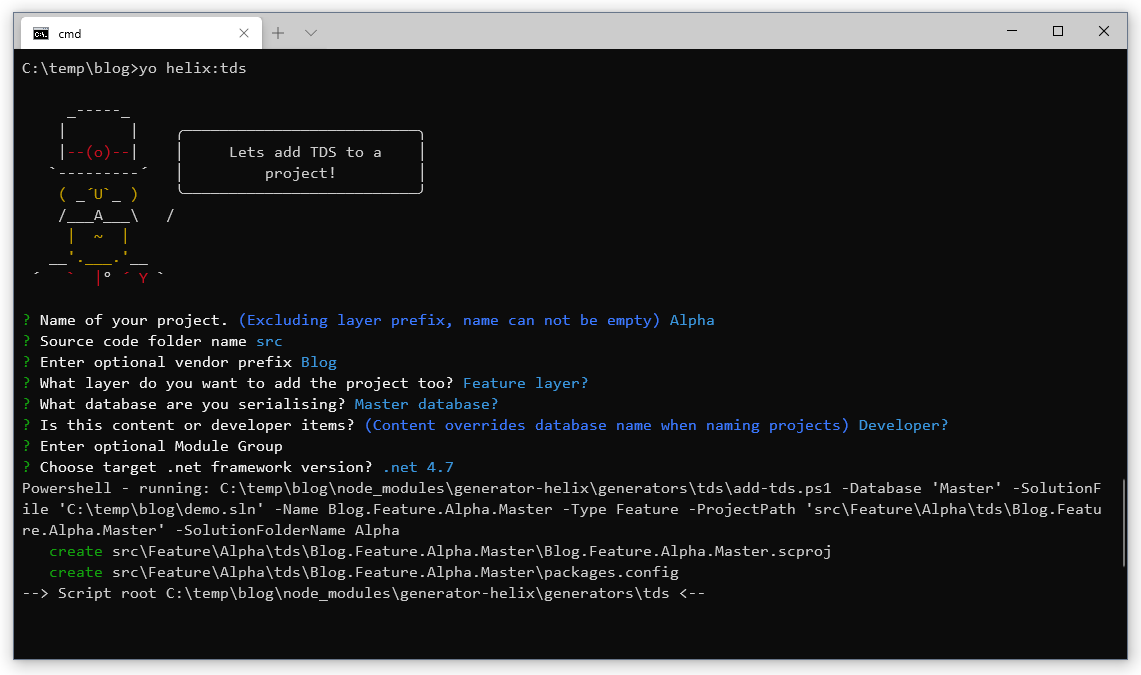 cmd
C:\temp\blog>yo helix:tds
     _-----_
    |       |    ╭──────────────────────────╮
    |--(o)--|    │     Lets add TDS to a    │
   `---------´   │         project!         │
    ( _´U`_ )    ╰──────────────────────────╯
    /___A___\   /
     |  ~  |
   __'.___.'__
 ´   `  |° ´ Y `
? Name of your project. (Excluding layer prefix, name can not be empty) Alpha
? Source code folder name src
? Enter optional vendor prefix Blog
? What layer do you want to add the project too? Feature layer?
? What database are you serialising? Master database?
? Is this content or developer items? (Content overrides database name when naming projects) Developer?
? Enter optional Module Group
? Choose target .net framework version? .net 4.7
Powershell - running: C:\temp\blog\node_modules\generator-helix\generators\tds\add-tds.ps1 -Database 'Master' -SolutionF
ile 'C:\temp\blog\demo.sln' -Name Blog.Feature.Alpha.Master -Type Feature -ProjectPath 'src\Feature\Alpha\tds\Blog.Featu
re.Alpha.Master' -SolutionFolderName Alpha
   create src\Feature\Alpha\tds\Blog.Feature.Alpha.Master\Blog.Feature.Alpha.Master.scproj
   create src\Feature\Alpha\tds\Blog.Feature.Alpha.Master\packages.config
--> Script root C:\temp\blog\node_modules\generator-helix\generators\tds <--